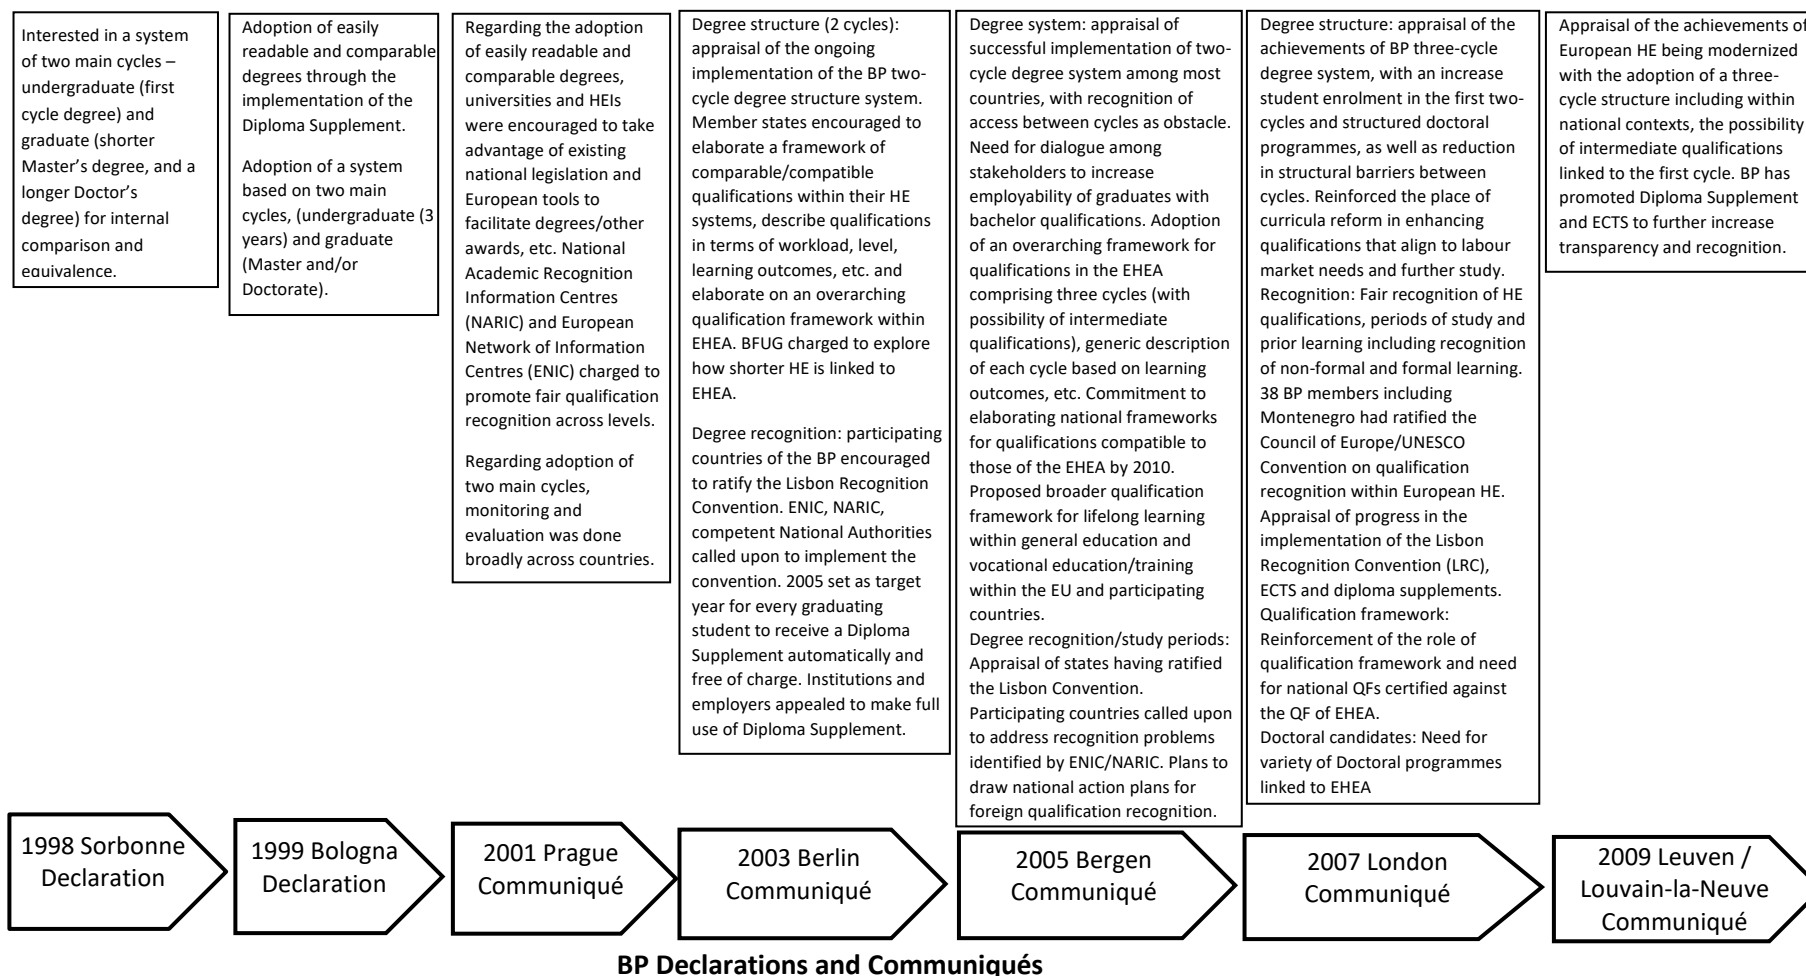 Interested in a system
of two main cycles –
undergraduate (first
cycle degree) and
graduate (shorter
Master’s degree, and a
longer Doctor’s
degree) for internal
comparison and
equivalence.
Adoption of easily
readable and comparable
degrees through the
implementation of the
Diploma Supplement.
Adoption of a system
based on two main
cycles, (undergraduate (3
years) and graduate
(Master and/or
Doctorate).
Regarding the adoption
of easily readable and
comparable degrees,
universities and HEIs
were encouraged to take
advantage of existing
national legislation and
European tools to
facilitate degrees/other
awards, etc. National
Academic Recognition
Information Centres
(NARIC) and European
Network of Information
Centres (ENIC) charged to
promote fair qualification
recognition across levels.
Regarding adoption of
two main cycles,
monitoring and
evaluation was done
broadly across countries.
Degree structure (2 cycles):
appraisal of the ongoing
implementation of the BP two-
cycle degree structure system.
Member states encouraged to
elaborate a framework of
comparable/compatible
qualifications within their HE
systems, describe qualifications
in terms of workload, level,
learning outcomes, etc. and
elaborate on an overarching
qualification framework within
EHEA. BFUG charged to explore
how shorter HE is linked to
EHEA.
Degree recognition: participating
countries of the BP encouraged
to ratify the Lisbon Recognition
Convention. ENIC, NARIC,
competent National Authorities
called upon to implement the
convention. 2005 set as target
year for every graduating
student to receive a Diploma
Supplement automatically and
free of charge. Institutions and
employers appealed to make full
use of Diploma Supplement.
Degree system: appraisal of
successful implementation of two-
cycle degree system among most
countries, with recognition of
access between cycles as obstacle.
Need for dialogue among
stakeholders to increase
employability of graduates with
bachelor qualifications. Adoption
of an overarching framework for
qualifications in the EHEA
comprising three cycles (with
possibility of intermediate
qualifications), generic description
of each cycle based on learning
outcomes, etc. Commitment to
elaborating national frameworks
for qualifications compatible to
those of the EHEA by 2010.
Proposed broader qualification
framework for lifelong learning
within general education and
vocational education/training
within the EU and participating
countries.
Degree recognition/study periods:
Appraisal of states having ratified
the Lisbon Convention.
Participating countries called upon
to address recognition problems
identified by ENIC/NARIC. Plans to
draw national action plans for
foreign qualification recognition.
Degree structure: appraisal of the
achievements of BP three-cycle
degree system, with an increase
student enrolment in the first two-
cycles and structured doctoral
programmes, as well as reduction
in structural barriers between
cycles. Reinforced the place of
curricula reform in enhancing
qualifications that align to labour
market needs and further study.
Recognition: Fair recognition of HE
qualifications, periods of study and
prior learning including recognition
of non-formal and formal learning.
38 BP members including
Montenegro had ratified the
Council of Europe/UNESCO
Convention on qualification
recognition within European HE.
Appraisal of progress in the
implementation of the Lisbon
Recognition Convention (LRC),
ECTS and diploma supplements.
Qualification framework:
Reinforcement of the role of
qualification framework and need
for national QFs certified against
the QF of EHEA.
Doctoral candidates: Need for
variety of Doctoral programmes
linked to EHEA
Appraisal of the achievements of
European HE being modernized
with the adoption of a three-
cycle structure including within
national contexts, the possibility
of intermediate qualifications
linked to the first cycle. BP has
promoted Diploma Supplement
and ECTS to further increase
transparency and recognition.
1998 Sorbonne
Declaration
1999 Bologna
Declaration
2001 Prague
Communiqué
2003 Berlin
Communiqué
2005 Bergen
Communiqué
2007 London
Communiqué
2009 Leuven /
Louvain-la-Neuve
Communiqué
BP Declarations and Communiqués